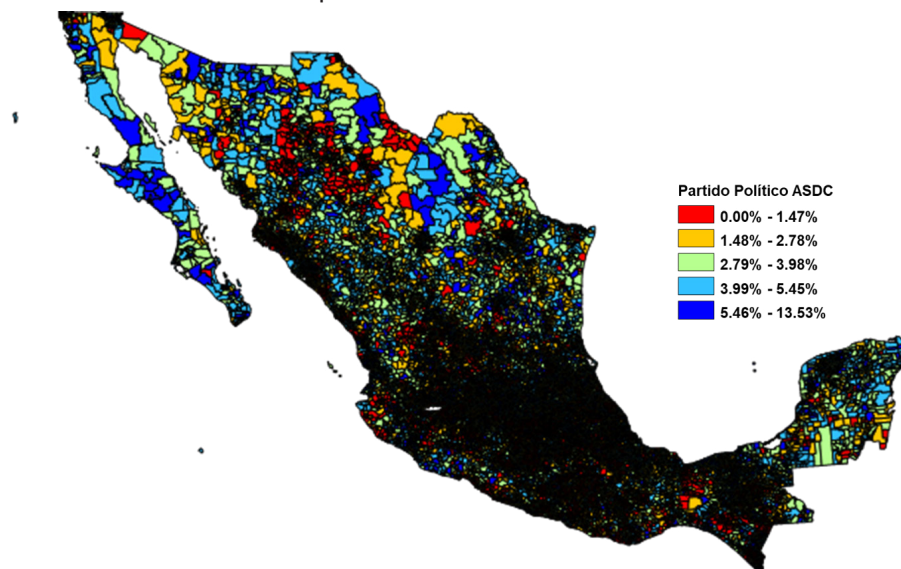 Partido Político ASDC
0.00% - 1.47%
1.48% - 2.78%
2.79% - 3.98%
3.99% - 5.45%
5.46% - 13.53%